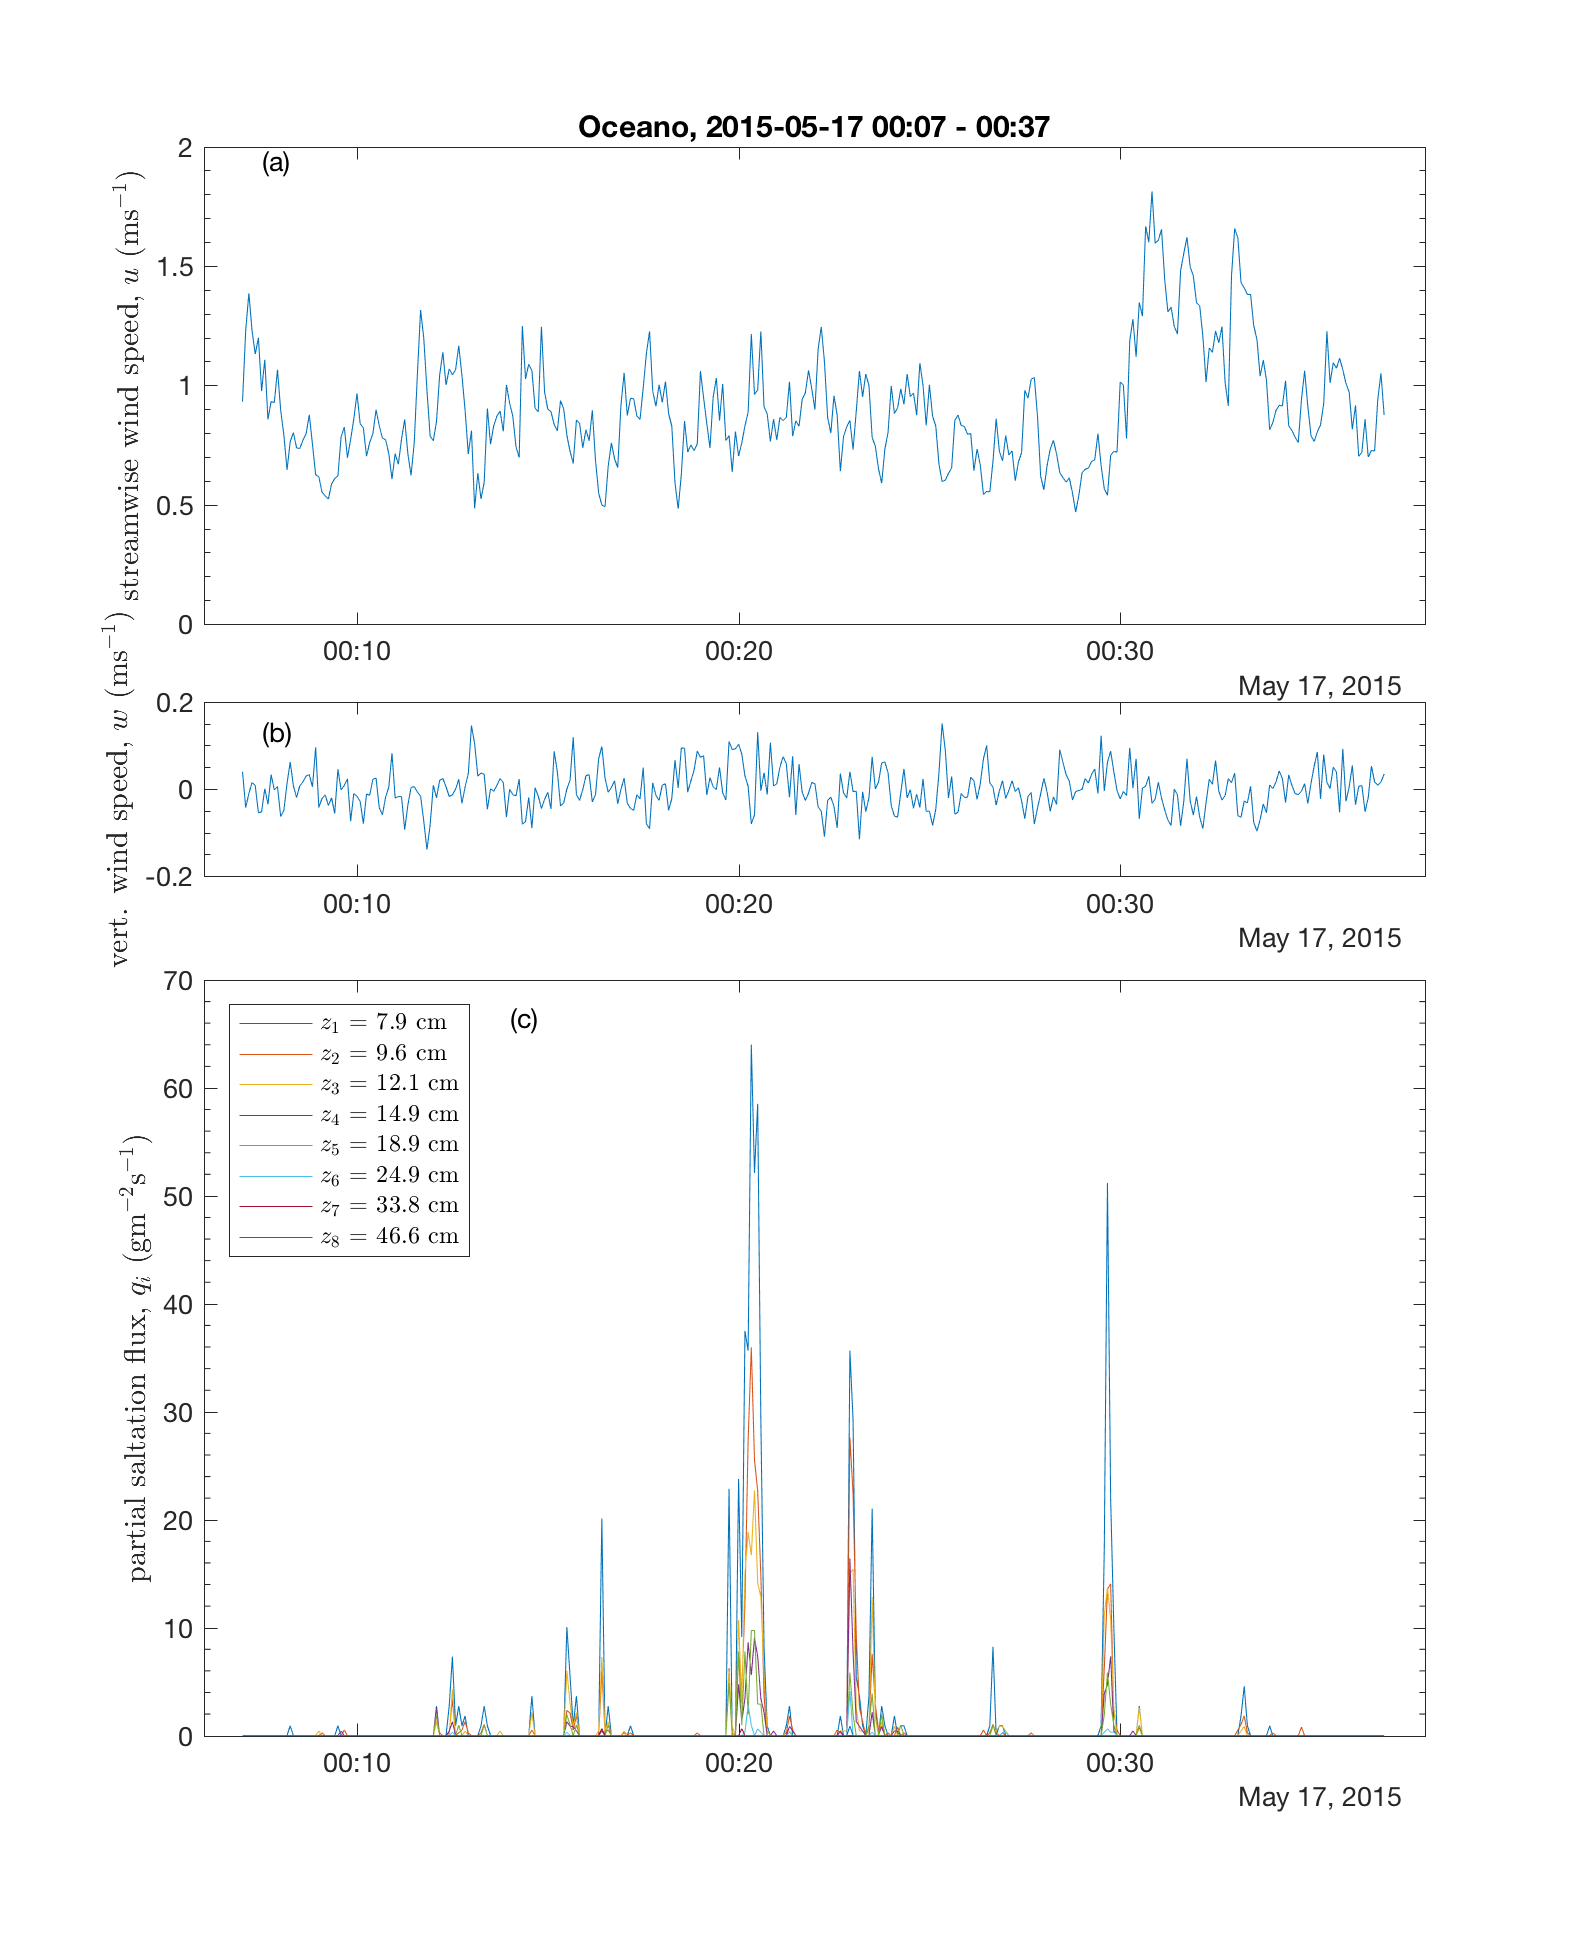 Oceano, 2015-05-17 00:07 - 00:37
(a)
streamwise wind speed, u (ms⁻¹)
2
1.5
1
0.5
0
00:10 00:20 00:30
May 17, 2015
(b)
vert. wind speed, w (ms⁻¹)
0.2
0
-0.2
00:10 00:20 00:30
May 17, 2015
(c)
partial saltation flux, qᵢ (gm⁻²s⁻¹)
70
60
50
40
30
20
10
0
z₁ = 7.9 cm
z₂ = 9.6 cm
z₃ = 12.1 cm
z₄ = 14.9 cm
z₅ = 18.9 cm
z₆ = 24.9 cm
z₇ = 33.8 cm
z₈ = 46.6 cm
00:10 00:20 00:30
May 17, 2015